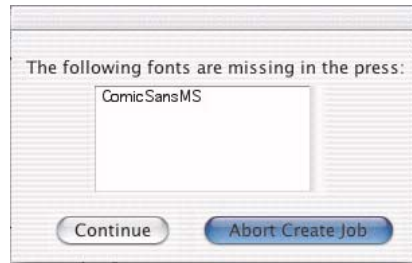 The following fonts are missing in the press:
ComicSansMS
Continue
Abort Create Job